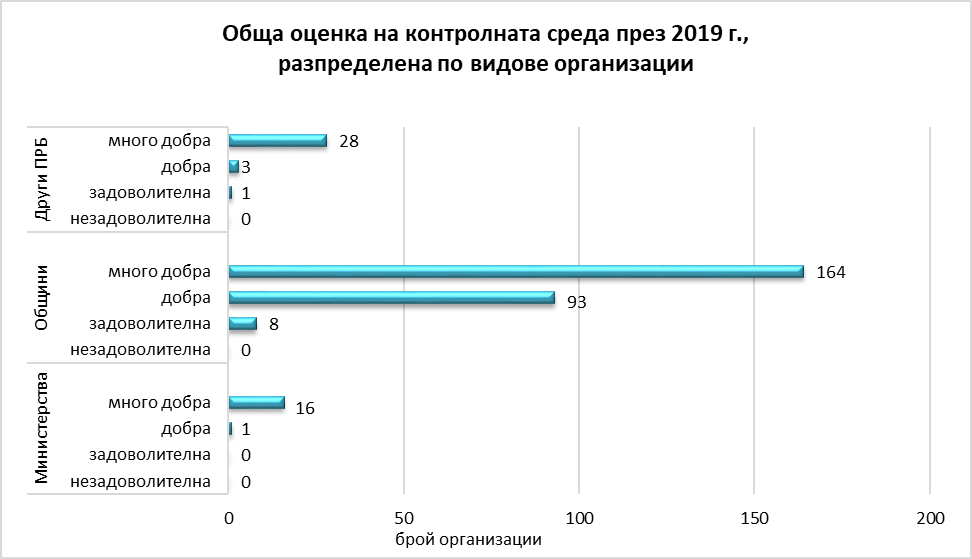 Обща оценка на контролната среда през 2019 г.,
разпределена по видове организации
Други ПРБ
много добра 28
добра 3
задоволителна 1
незадоволителна 0
Общини
много добра 164
добра 93
задоволителна 8
незадоволителна 0
Министерства
много добра 16
добра 1
задоволителна 0
незадоволителна 0
0 50 100 150 200
брой организации